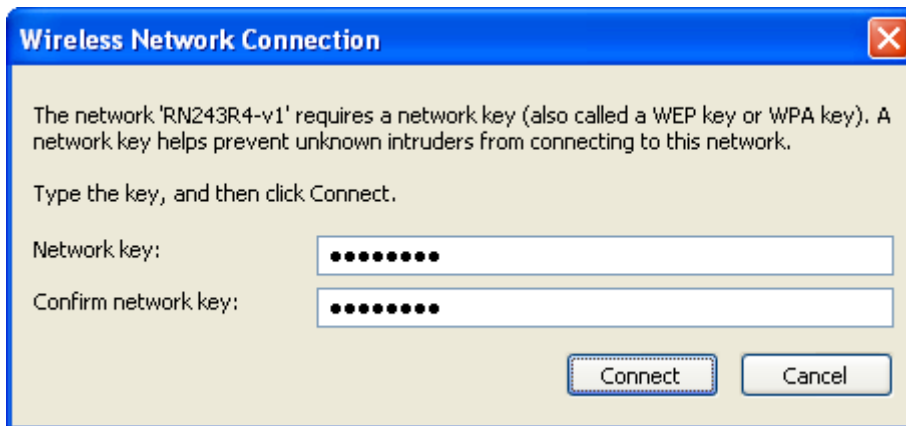 Wireless Network Connection
The network 'RN243R4-v1' requires a network key (also called a WEP key or WPA key). A
network key helps prevent unknown intruders from connecting to this network.
Type the key, and then click Connect.
Network key: ●●●●●●●●
Confirm network key: ●●●●●●●●
Connect Cancel